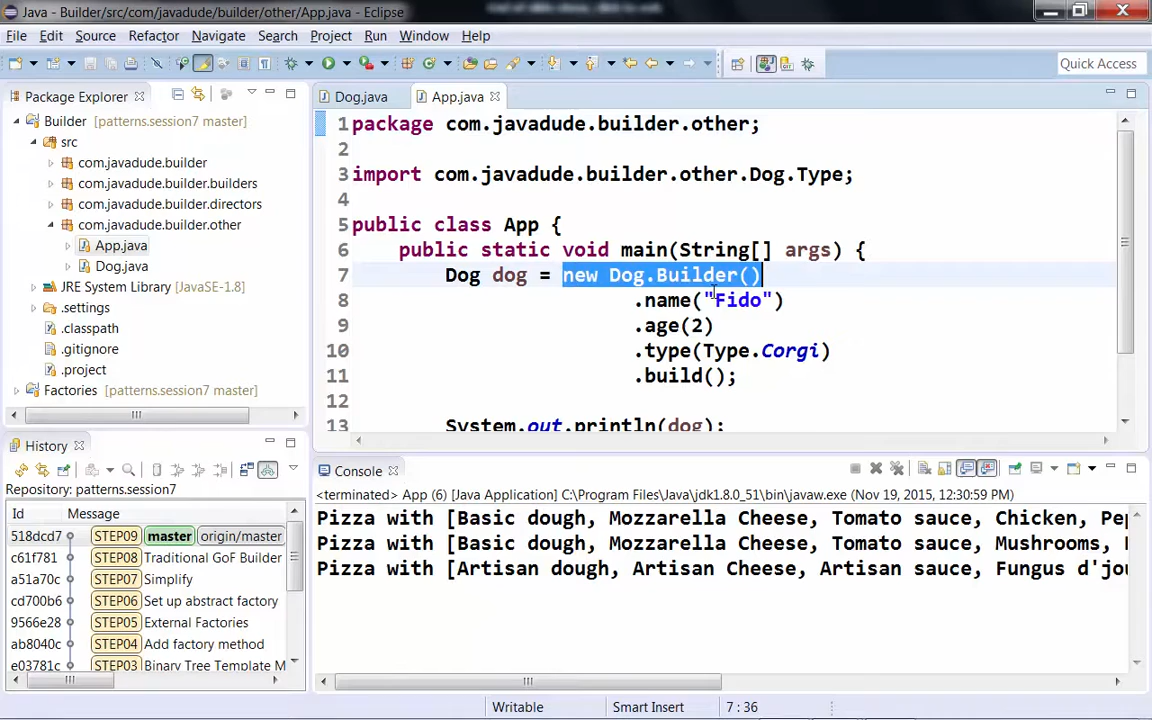 Java - Builder/src/com/javadude/builder/other/App.java - Eclipse
File Edit Source Refactor Navigate Search Project Run Window Help
Quick Access
Package Explorer
Builder [patterns.session7 master]
src
com.javadude.builder
com.javadude.builder.builders
com.javadude.builder.directors
com.javadude.builder.other
App.java
Dog.java
JRE System Library [JavaSE-1.8]
.settings
.classpath
.gitignore
.project
Factories [patterns.session7 master]
Dog.java App.java
1 package com.javadude.builder.other;
2
3 import com.javadude.builder.other.Dog.Type;
4
5 public class App {
6 public static void main(String[] args) {
7 Dog dog = new Dog.Builder()
8 .name("Fido")
9 .age(2)
10 .type(Type.Corgi)
11 .build();
12
13 System.out.println(dog);
History
Repository: patterns.session7
Id Message
518dcd7 STEP09 master origin/master
c61f781 STEP08 Traditional GoF Builder
a51a70c STEP07 Simplify
cd700b6 STEP06 Set up abstract factory
9566e28 STEP05 External Factories
ab8040c STEP04 Add factory method
e03781c STEP03 Binary Tree Template M
Console
<terminated> App (6) [Java Application] C:\Program Files\Java\jdk1.8.0_51\bin\javaw.exe (Nov 19, 2015, 12:30:59 PM)
Pizza with [Basic dough, Mozzarella Cheese, Tomato sauce, Chicken, Pep
Pizza with [Basic dough, Mozzarella Cheese, Tomato sauce, Mushrooms,
Pizza with [Artisan dough, Artisan Cheese, Artisan sauce, Fungus d'jou
Writable Smart Insert 7 : 36